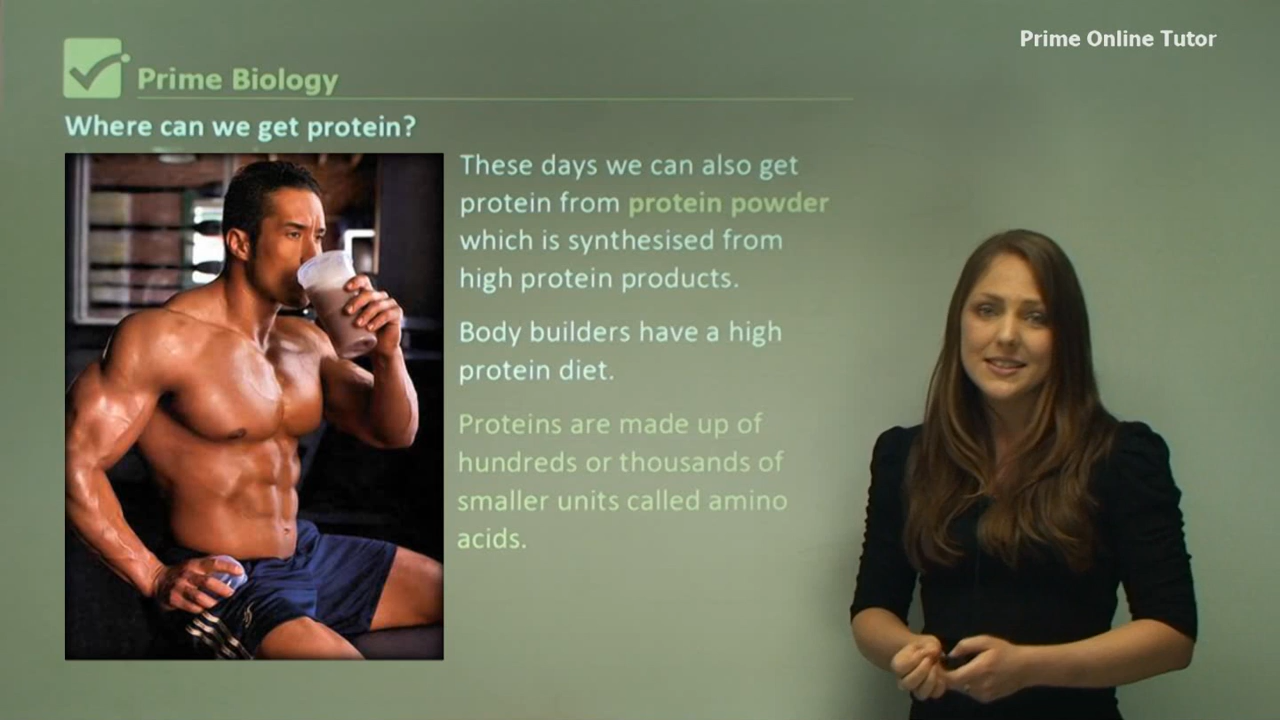 Prime Online Tutor
Prime Biology
Where can we get protein?
These days we can also get
protein from protein powder
which is synthesised from
high protein products.
Body builders have a high
protein diet.
Proteins are made up of
hundreds or thousands of
smaller units called amino
acids.